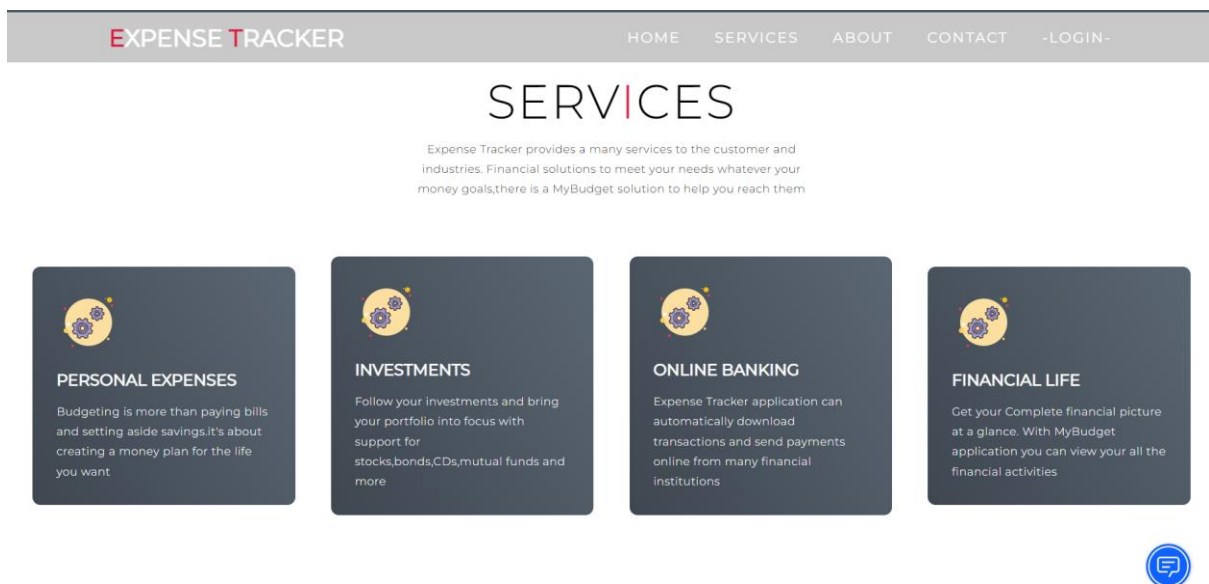 EXPENSE TRACKER
HOME SERVICES ABOUT CONTACT -LOGIN-
SERVICES
Expense Tracker provides a many services to the customer and
industries. Financial solutions to meet your needs whatever your
money goals,there is a MyBudget solution to help you reach them
PERSONAL EXPENSES
Budgeting is more than paying bills
and setting aside savings.it's about
creating a money plan for the life
you want
INVESTMENTS
Follow your investments and bring
your portfolio into focus with
support for
stocks,bonds,CDs,mutual funds and
more
ONLINE BANKING
Expense Tracker application can
automatically download
transactions and send payments
online from many financial
institutions
FINANCIAL LIFE
Get your Complete financial picture
at a glance. With MyBudget
application you can view your all the
financial activities